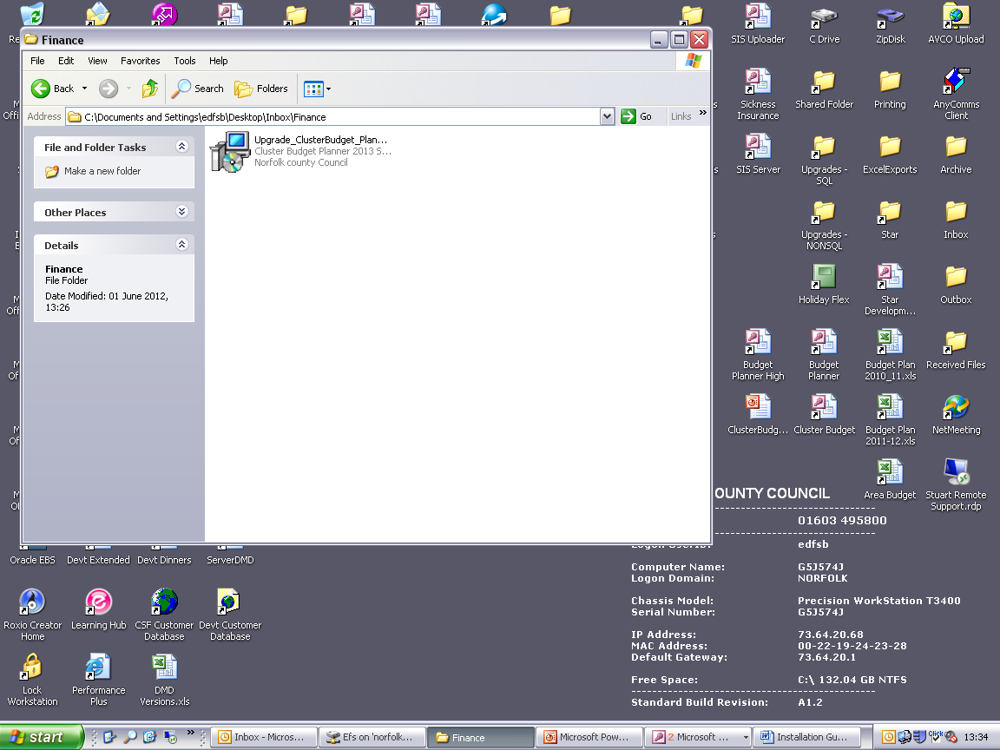 Finance
File Edit View Favorites Tools Help
Back Search Folders
Address C:\Documents and Settings\edfsb\Desktop\Inbox\Finance Go Links »
File and Folder Tasks
Make a new folder
Other Places
Details
Finance
File Folder
Date Modified: 01 June 2012,
13:26
Upgrade_ClusterBudget_Plan...
Cluster Budget Planner 2013 S...
Norfolk county Council
SIS Uploader
C Drive
ZipDisk
AVCO Upload
Sickness
Insurance
Shared Folder
Printing
AnyComms
Client
SIS Server
Upgrades -
SQL
ExcelExports
Archive
Upgrades -
NONSQL
Star
Inbox
Holiday Flex
Star
Developm...
Outbox
Budget
Planner High
Budget
Planner
Budget Plan
2010_11.xls
Received Files
ClusterBudg...
Cluster Budget
Budget Plan
2011-12.xls
NetMeeting
Area Budget
Stuart Remote
Support.rdp
OUNTY COUNCIL
01603 495800
Logon UserID: edfsb
Computer Name: G5J574J
Logon Domain: NORFOLK
Chassis Model: Precision WorkStation T3400
Serial Number: G5J574J
IP Address: 73.64.20.68
MAC Address: 00-22-19-24-23-28
Default Gateway: 73.64.20.1
Free Space: C:\ 132.04 GB NTFS
Standard Build Revision: A1.2
Oracle EBS
Devt Extended
Devt Dinners
ServerDMD
Roxio Creator
Home
Learning Hub
CSF Customer
Database
Devt Customer
Database
Lock
Workstation
Performance
Plus
DMD
Versions.xls
start » Inbox - Micros... Efs on 'norfolk... Finance Microsoft Pow... 2 Microsoft ... Installation Gu... 13:34